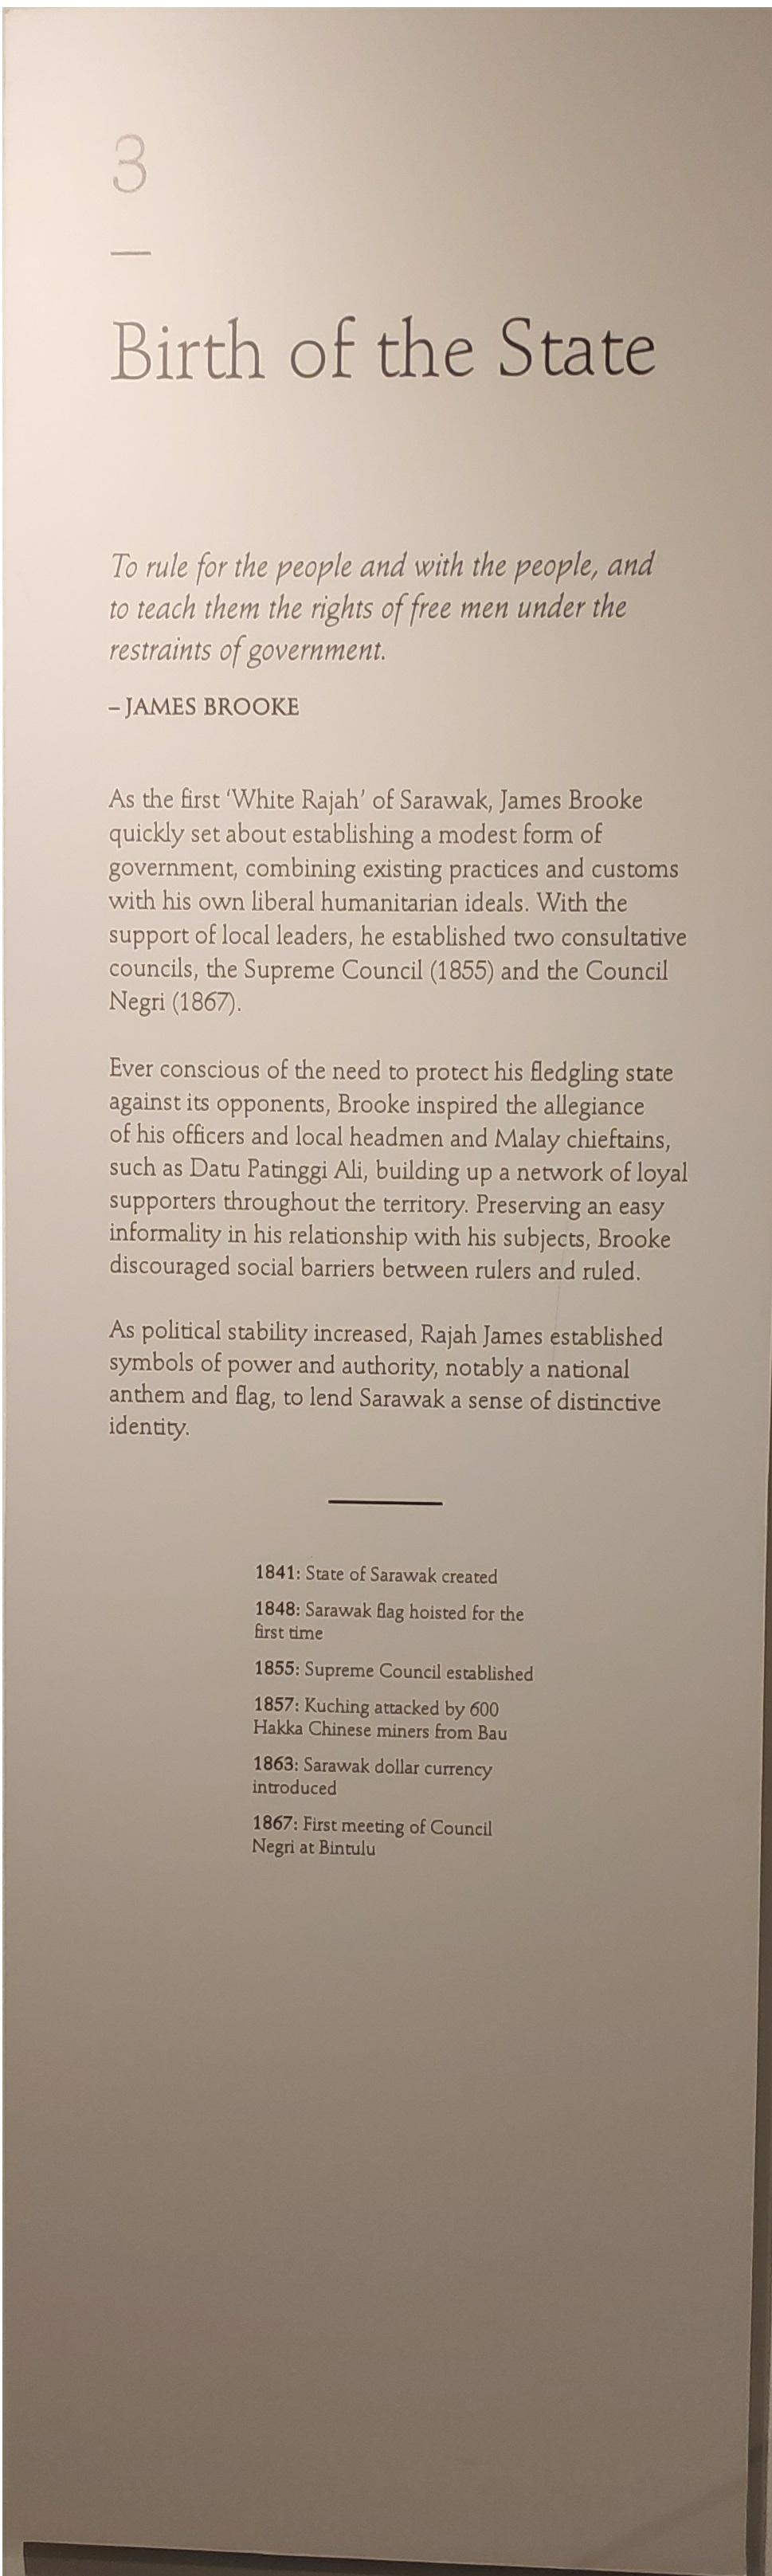 3
Birth of the State
To rule for the people and with the people, and
to teach them the rights of free men under the
restraints of government.
– JAMES BROOKE
As the first ‘White Rajah’ of Sarawak, James Brooke
quickly set about establishing a modest form of
government, combining existing practices and customs
with his own liberal humanitarian ideals. With the
support of local leaders, he established two consultative
councils, the Supreme Council (1855) and the Council
Negri (1867).
Ever conscious of the need to protect his fledgling state
against its opponents, Brooke inspired the allegiance
of his officers and local headmen and Malay chieftains,
such as Datu Patinggi Ali, building up a network of loyal
supporters throughout the territory. Preserving an easy
informality in his relationship with his subjects, Brooke
discouraged social barriers between rulers and ruled.
As political stability increased, Rajah James established
symbols of power and authority, notably a national
anthem and flag, to lend Sarawak a sense of distinctive
identity.
1841: State of Sarawak created
1848: Sarawak flag hoisted for the
first time
1855: Supreme Council established
1857: Kuching attacked by 600
Hakka Chinese miners from Bau
1863: Sarawak dollar currency
introduced
1867: First meeting of Council
Negri at Bintulu